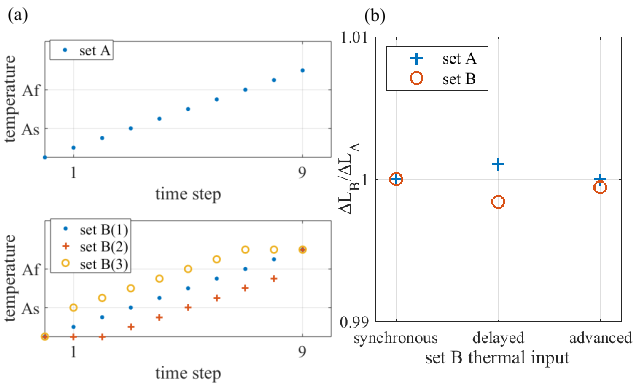 (a)
set A
temperature
Af
As
1
9
time step
set B(1)
set B(2)
set B(3)
temperature
Af
As
1
9
time step
(b)
1.01
set A
set B
ΔL_B/ΔL_A
1
0.99
synchronous
delayed
advanced
set B thermal input